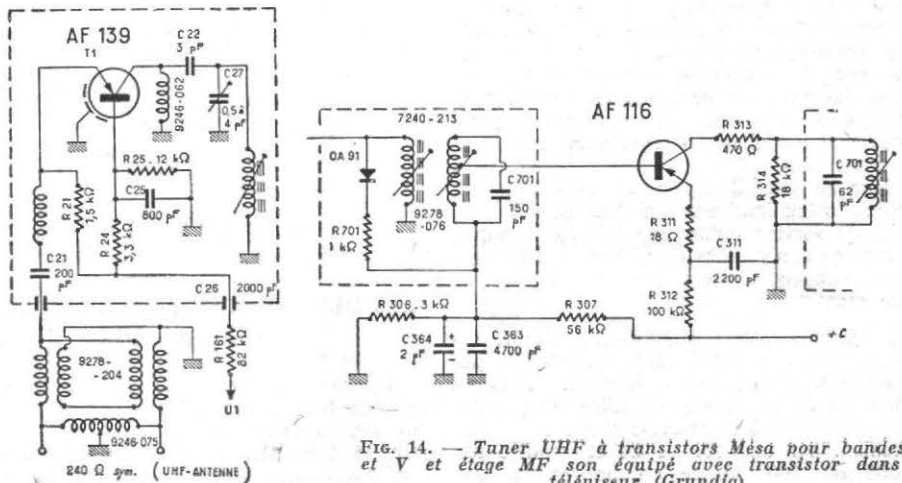 AF 139
T1
C 22
3 pF
9246-062
C 27
0,5 à
4 pF
R 25 . 12 kΩ
C 25
800 pF
R 21
1,5 kΩ
R 24
3,3 kΩ
C 21
200 pF
C 26
2000 pF
R 161
82 kΩ
U1
9278-
-204
9246-075
240 Ω sym. (UHF-ANTENNE)
7240-213
OA 91
9278
-076
C 701
150 pF
R 701
1 kΩ
R 306 . 3 kΩ
C 364
2 µF
+
−
C 363
4700 pF
R 307
56 kΩ
AF 116
R 313
470 Ω
R 314
18 kΩ
C 701
62 pF
R 311
18 Ω
C 311
2200 pF
R 312
100 kΩ
+C
FIG. 14. — Tuner UHF à transistors Mésa pour bandes
et V et étage MF son équipé avec transistor dans
téléviseur (Grundig)